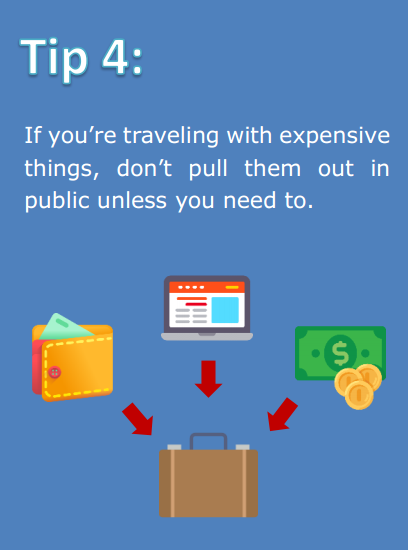 Tip 4:
If you’re traveling with expensive
things, don’t pull them out in
public unless you need to.
$